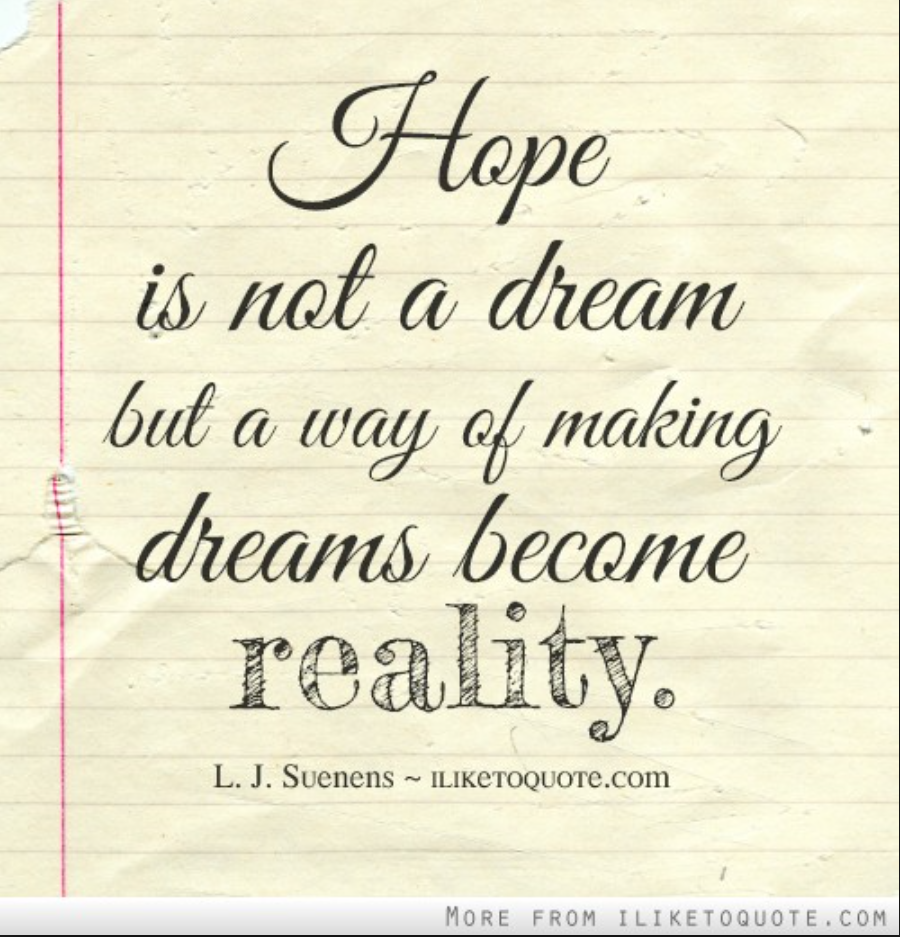 Hope
is not a dream
but a way of making
dreams become
reality.
L. J. Suenens ~ iliketoquote.com
More from iliketoquote.com